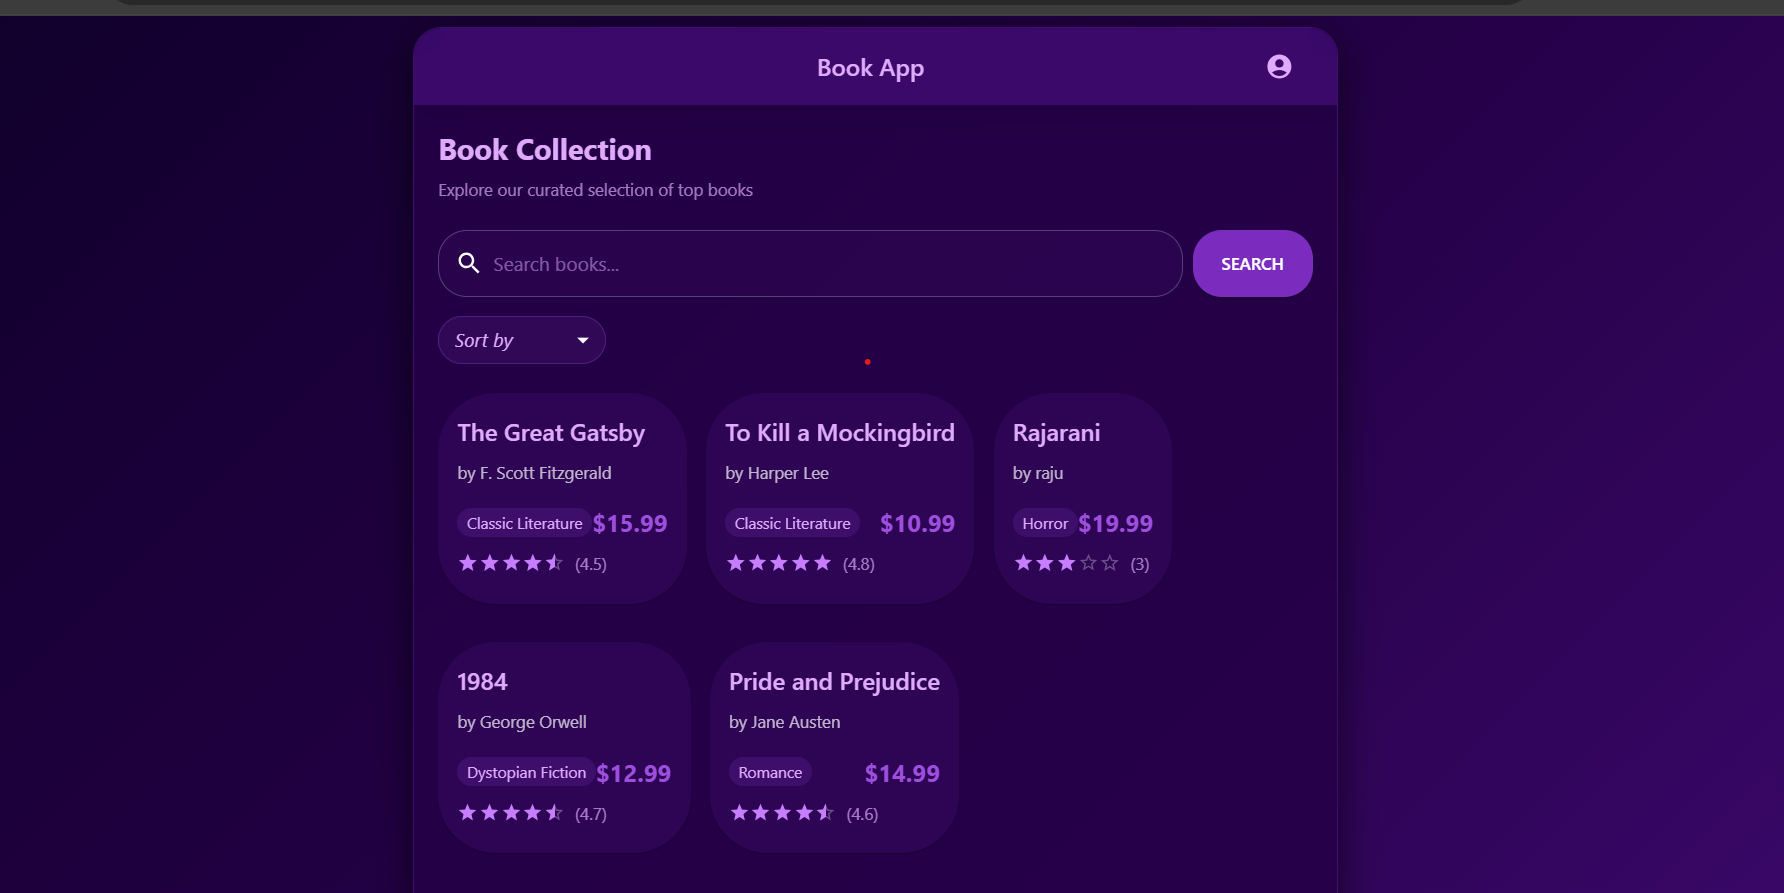 Book App
Book Collection
Explore our curated selection of top books
Search books...
SEARCH
Sort by
The Great Gatsby
by F. Scott Fitzgerald
Classic Literature $15.99
(4.5)
To Kill a Mockingbird
by Harper Lee
Classic Literature $10.99
(4.8)
Rajarani
by raju
Horror $19.99
(3)
1984
by George Orwell
Dystopian Fiction $12.99
(4.7)
Pride and Prejudice
by Jane Austen
Romance $14.99
(4.6)